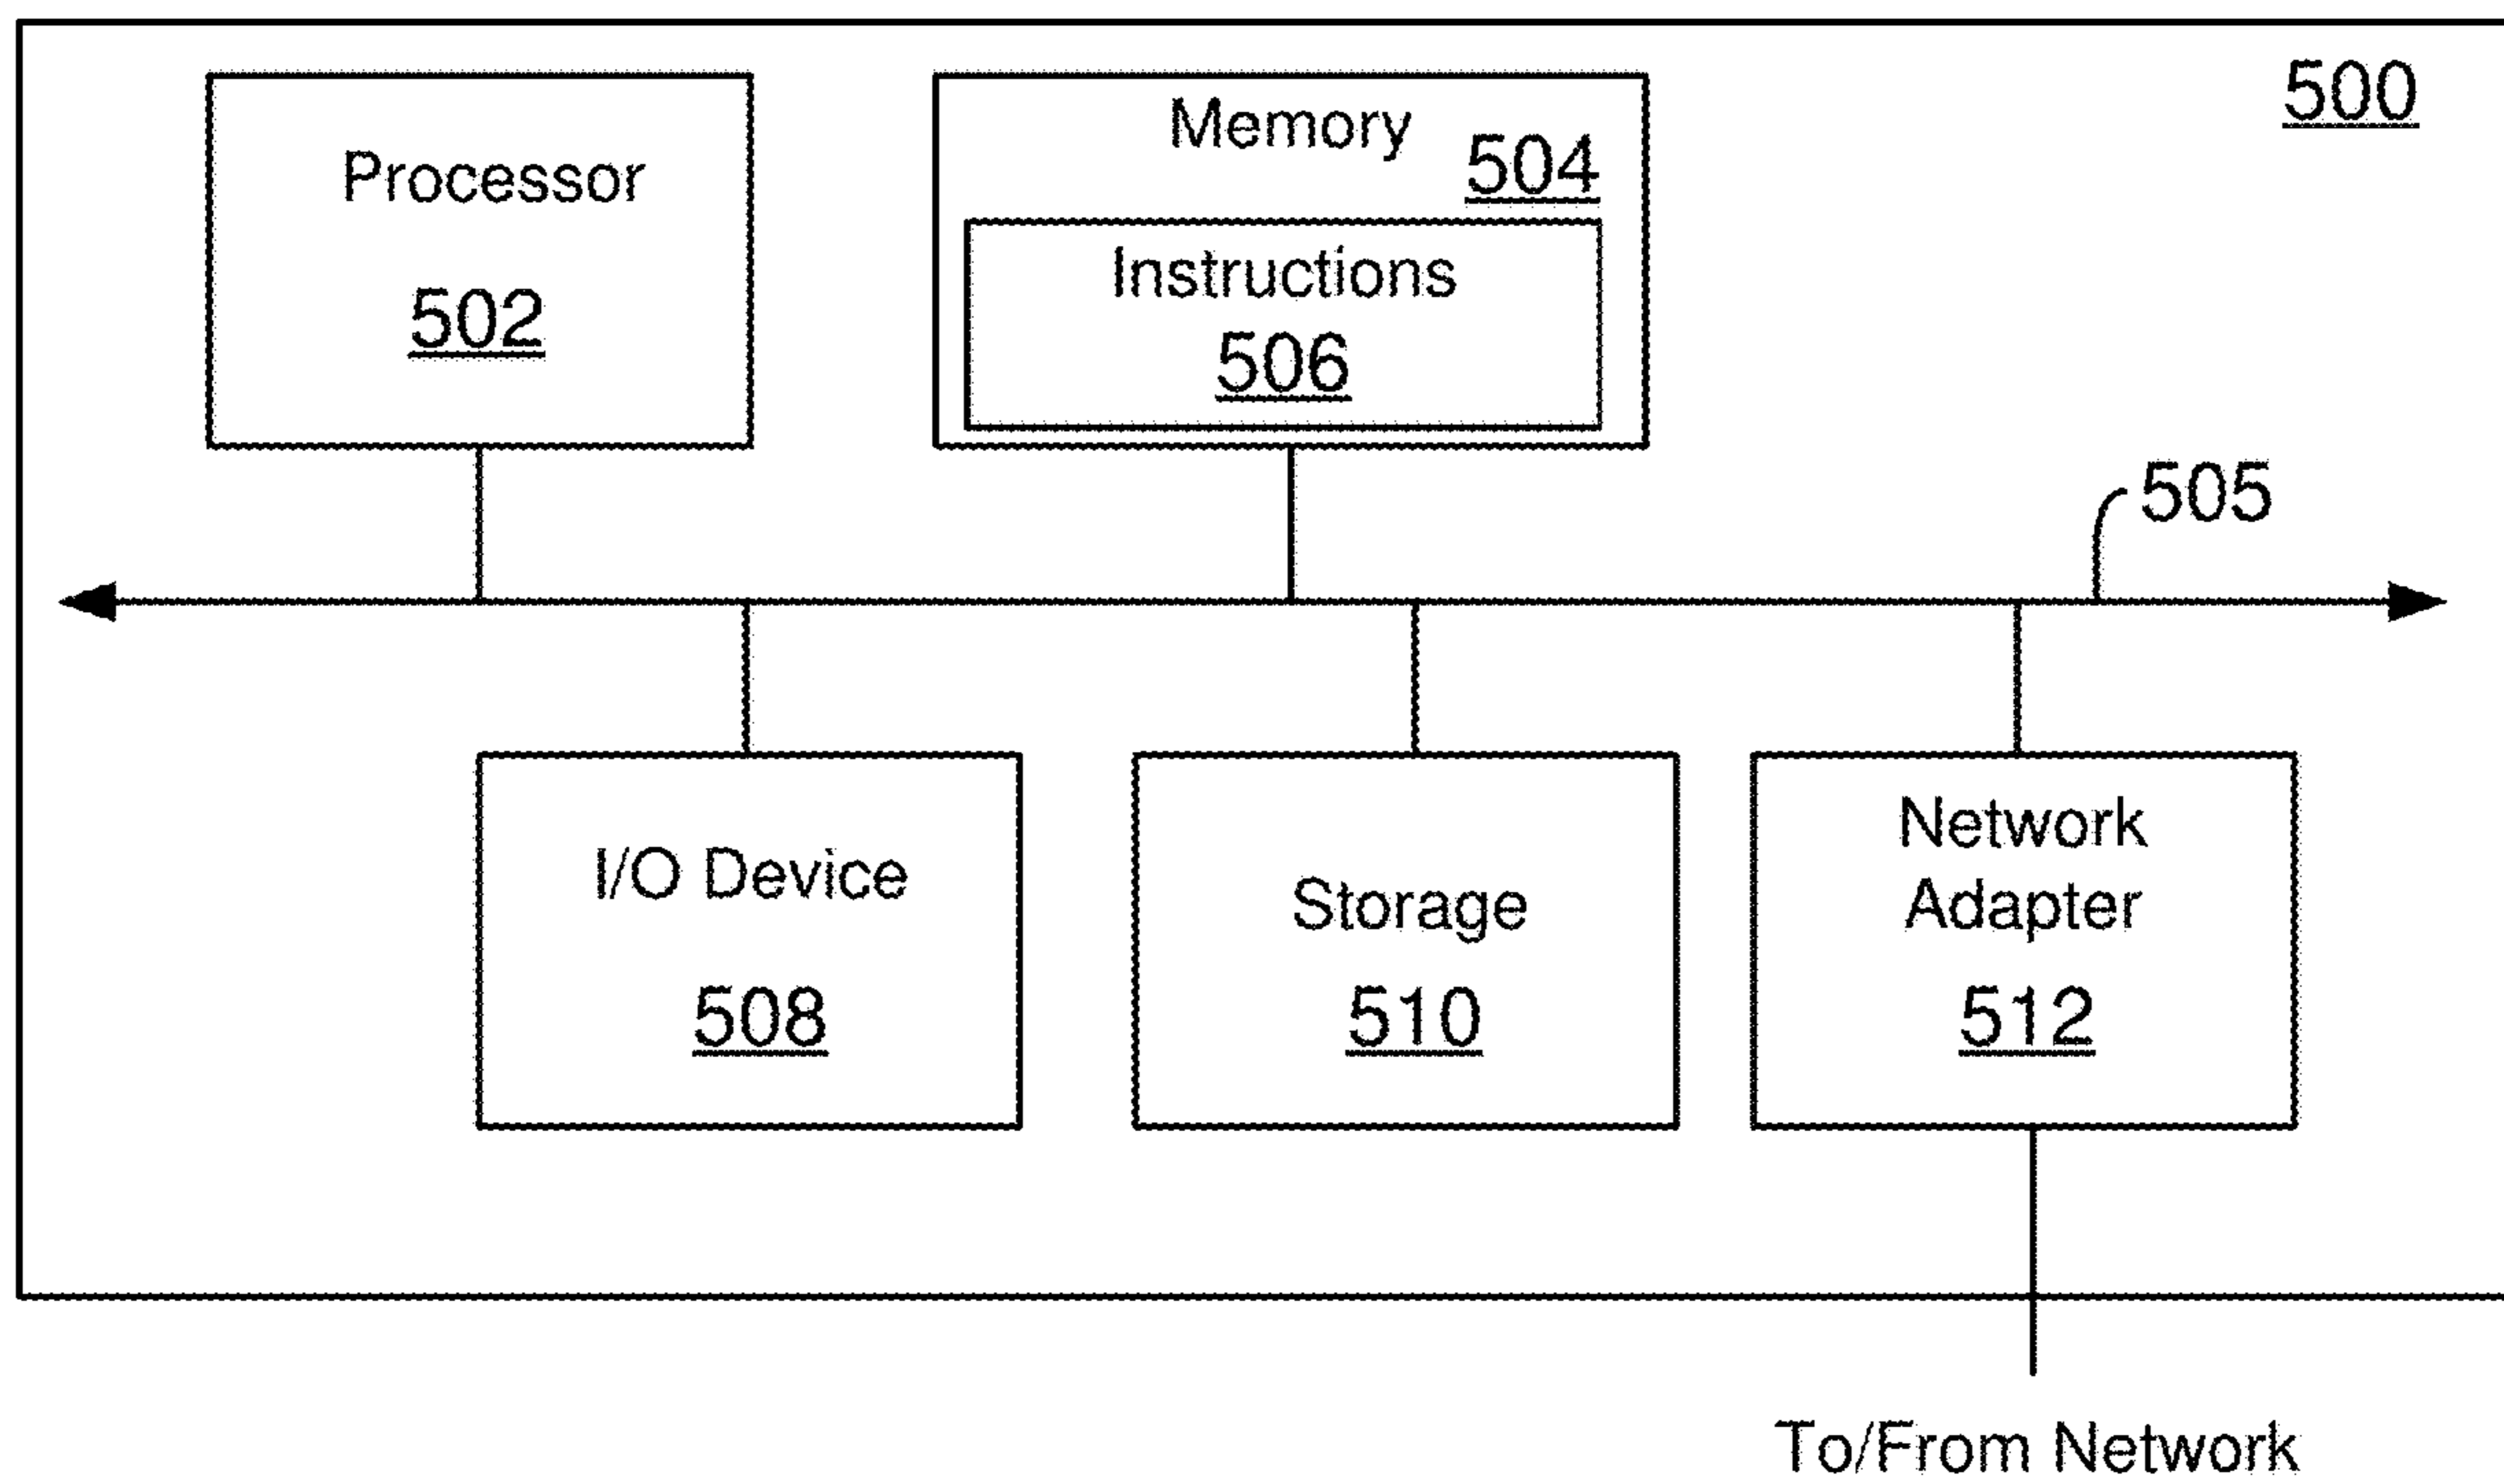 500
Processor
502
Memory
504
Instructions
506
505
I/O Device
508
Storage
510
Network
Adapter
512
To/From Network